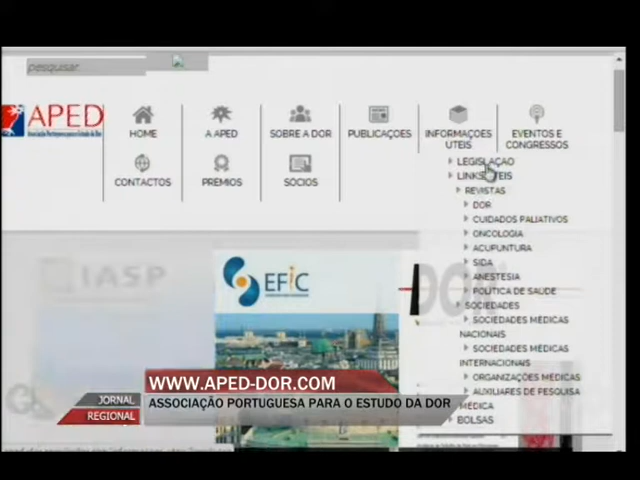 pesquisar
APED
HOME
A APED
SOBRE A DOR
PUBLICAÇÕES
INFORMAÇÕES
UTEIS
EVENTOS E
CONGRESSOS
CONTACTOS
PREMIOS
SOCIOS
LEGISLAÇAO
LINKS UTEIS
REVISTAS
DOR
CUIDADOS PALIATIVOS
ONCOLOGIA
ACUPUNTURA
SIDA
ANESTESIA
POLITICA DE SAUDE
SOCIEDADES
SOCIEDADES MÉDICAS
NACIONAIS
SOCIEDADES MÉDICAS
INTERNACIONAIS
ORGANIZAÇÕES MÉDICAS
AUXILIARES DE PESQUISA
MÉDICA
BOLSAS
IASP
EFIC
WWW.APED-DOR.COM
JORNAL
REGIONAL
ASSOCIAÇÃO PORTUGUESA PARA O ESTUDO DA DOR